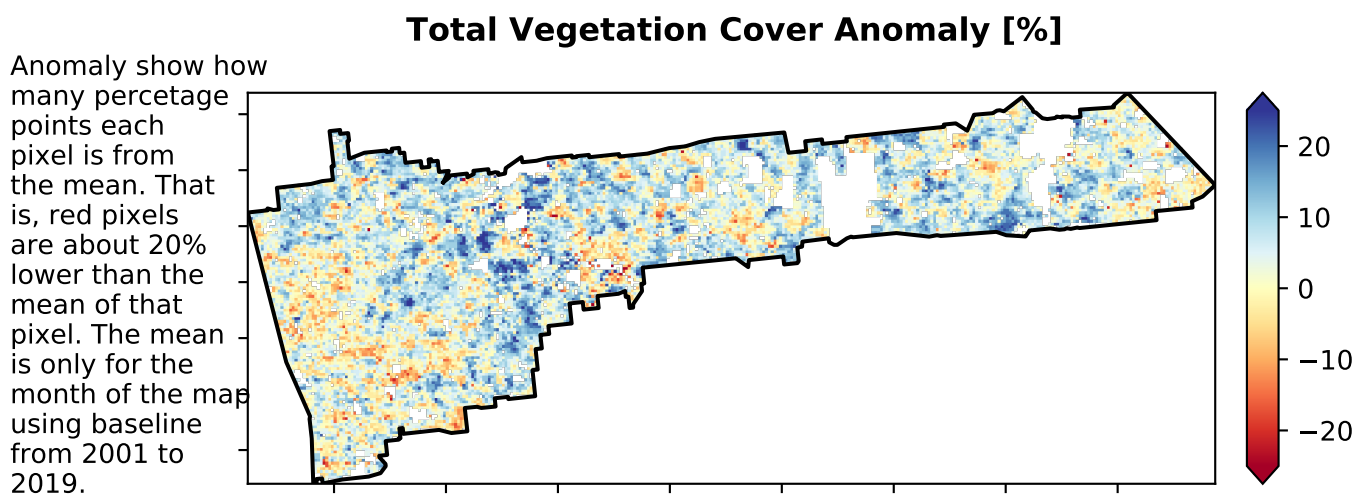 Total Vegetation Cover Anomaly [%]
Anomaly show how
many percetage
points each
pixel is from
the mean. That
is, red pixels
are about 20%
lower than the
mean of that
pixel. The mean
is only for the
month of the map
using baseline
from 2001 to
2019.
20
10
0
−10
−20